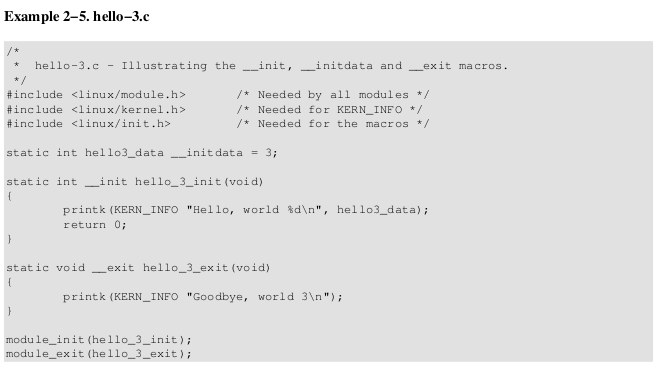 Example 2−5. hello−3.c
/*
 *  hello−3.c − Illustrating the __init, __initdata and __exit macros.
 */
#include <linux/module.h>       /* Needed by all modules */
#include <linux/kernel.h>       /* Needed for KERN_INFO */
#include <linux/init.h>         /* Needed for the macros */

static int hello3_data __initdata = 3;

static int __init hello_3_init(void)
{
        printk(KERN_INFO "Hello, world %d\n", hello3_data);
        return 0;
}

static void __exit hello_3_exit(void)
{
        printk(KERN_INFO "Goodbye, world 3\n");
}

module_init(hello_3_init);
module_exit(hello_3_exit);